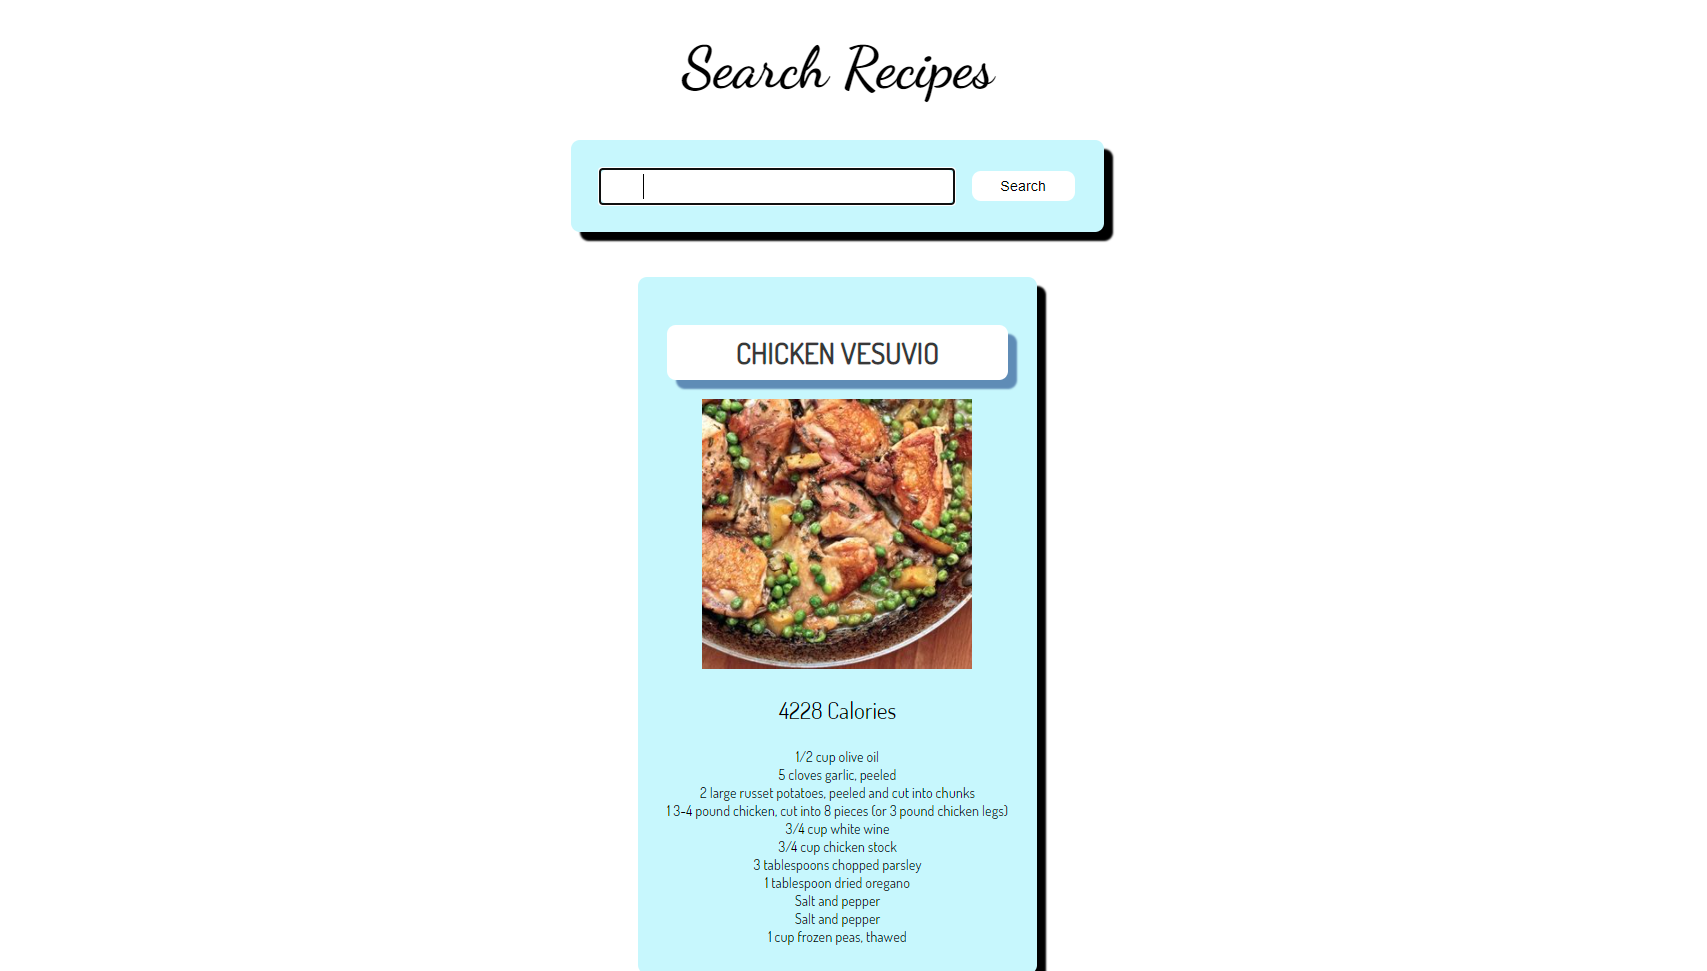 Search Recipes
Search
CHICKEN VESUVIO
4228 Calories
1/2 cup olive oil
5 cloves garlic, peeled
2 large russet potatoes, peeled and cut into chunks
1 3-4 pound chicken, cut into 8 pieces (or 3 pound chicken legs)
3/4 cup white wine
3/4 cup chicken stock
3 tablespoons chopped parsley
1 tablespoon dried oregano
Salt and pepper
Salt and pepper
1 cup frozen peas, thawed